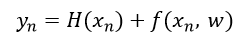 yₙ = H(xₙ) + f(xₙ, w)